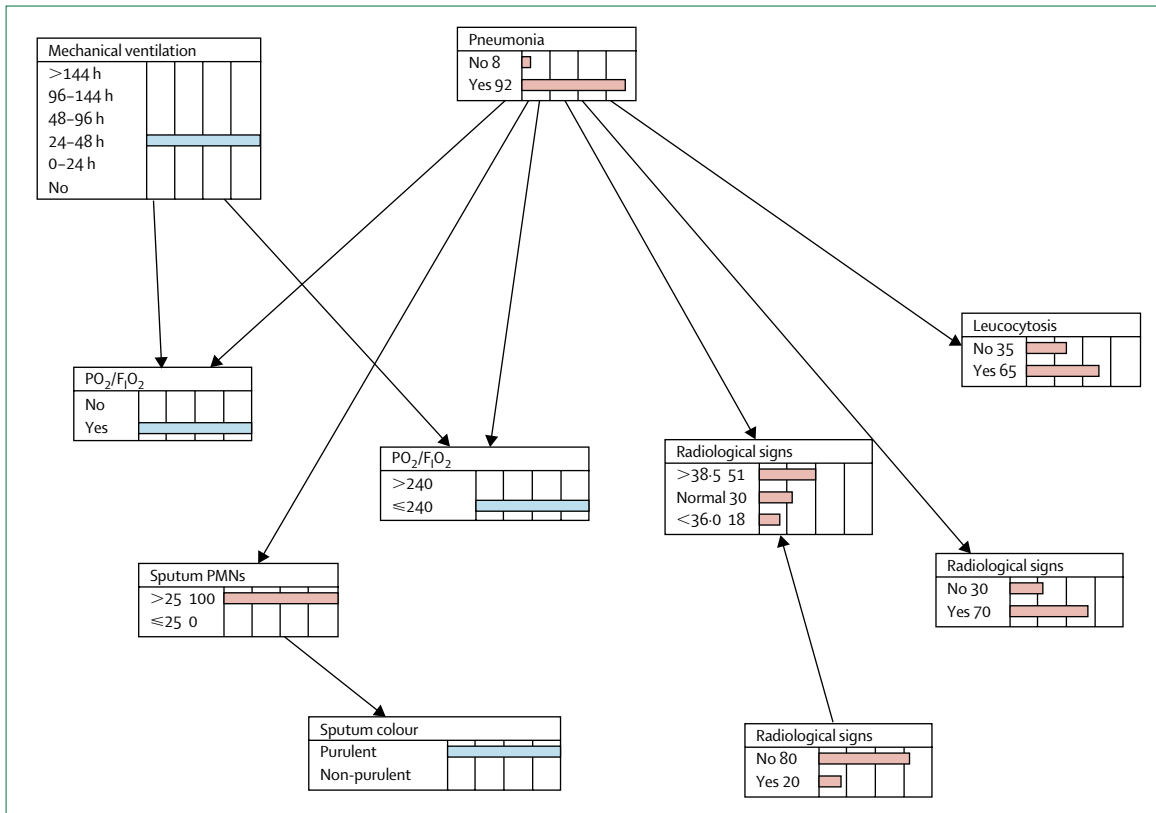 Mechanical ventilation
>144 h
96–144 h
48–96 h
24–48 h
0–24 h
No
Pneumonia
No 8
Yes 92
Leucocytosis
No 35
Yes 65
PO₂/FIO₂
No
Yes
PO₂/FIO₂
>240
≤240
Radiological signs
>38·5 51
Normal 30
<36·0 18
Radiological signs
No 30
Yes 70
Sputum PMNs
>25 100
≤25 0
Sputum colour
Purulent
Non-purulent
Radiological signs
No 80
Yes 20